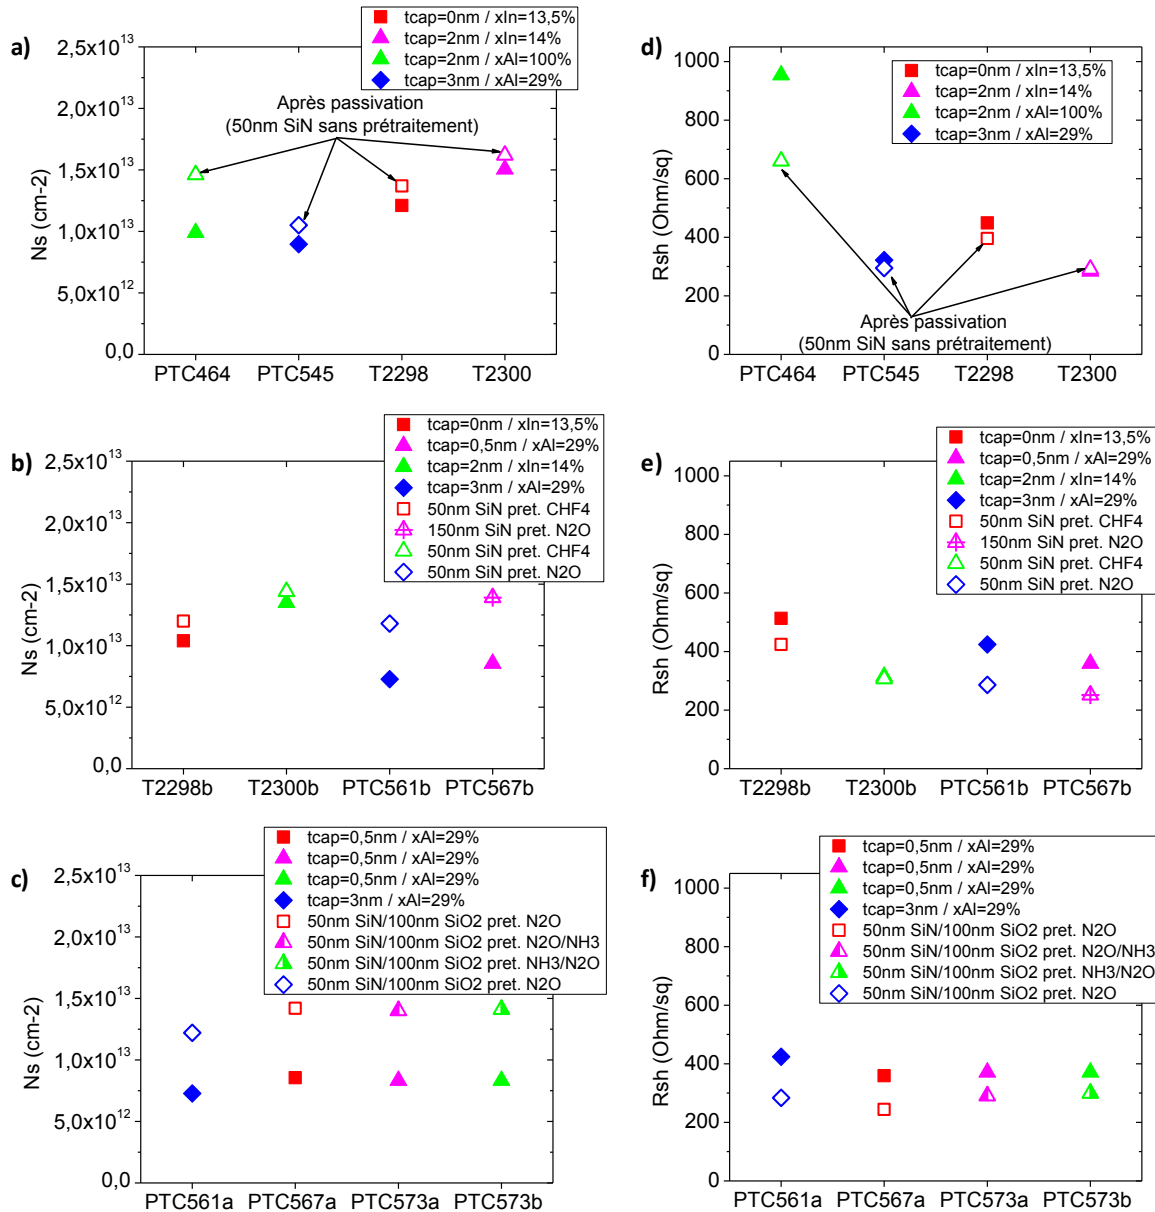 a)
tcap=0nm / xIn=13,5%
tcap=2nm / xIn=14%
tcap=2nm / xAl=100%
tcap=3nm / xAl=29%
Après passivation
(50nm SiN sans prétraitement)
Ns (cm-2)
2,5x10^13
2,0x10^13
1,5x10^13
1,0x10^13
5,0x10^12
0,0
PTC464 PTC545 T2298 T2300
d)
tcap=0nm / xIn=13,5%
tcap=2nm / xIn=14%
tcap=2nm / xAl=100%
tcap=3nm / xAl=29%
Rsh (Ohm/sq)
1000
800
600
400
200
0
Après passivation
(50nm SiN sans prétraitement)
PTC464 PTC545 T2298 T2300
b)
tcap=0nm / xIn=13,5%
tcap=0,5nm / xAl=29%
tcap=2nm / xIn=14%
tcap=3nm / xAl=29%
50nm SiN pret. CHF4
150nm SiN pret. N2O
50nm SiN pret. CHF4
50nm SiN pret. N2O
Ns (cm-2)
2,5x10^13
2,0x10^13
1,5x10^13
1,0x10^13
5,0x10^12
0,0
T2298b T2300b PTC561b PTC567b
e)
tcap=0nm / xIn=13,5%
tcap=0,5nm / xAl=29%
tcap=2nm / xIn=14%
tcap=3nm / xAl=29%
50nm SiN pret. CHF4
150nm SiN pret. N2O
50nm SiN pret. CHF4
50nm SiN pret. N2O
Rsh (Ohm/sq)
1000
800
600
400
200
0
T2298b T2300b PTC561b PTC567b
c)
tcap=0,5nm / xAl=29%
tcap=0,5nm / xAl=29%
tcap=0,5nm / xAl=29%
tcap=3nm / xAl=29%
50nm SiN/100nm SiO2 pret. N2O
50nm SiN/100nm SiO2 pret. N2O/NH3
50nm SiN/100nm SiO2 pret. NH3/N2O
50nm SiN/100nm SiO2 pret. N2O
Ns (cm-2)
2,5x10^13
2,0x10^13
1,5x10^13
1,0x10^13
5,0x10^12
0,0
PTC561a PTC567a PTC573a PTC573b
f)
tcap=0,5nm / xAl=29%
tcap=0,5nm / xAl=29%
tcap=0,5nm / xAl=29%
tcap=3nm / xAl=29%
50nm SiN/100nm SiO2 pret. N2O
50nm SiN/100nm SiO2 pret. N2O/NH3
50nm SiN/100nm SiO2 pret. NH3/N2O
50nm SiN/100nm SiO2 pret. N2O
Rsh (Ohm/sq)
1000
800
600
400
200
0
PTC561a PTC567a PTC573a PTC573b